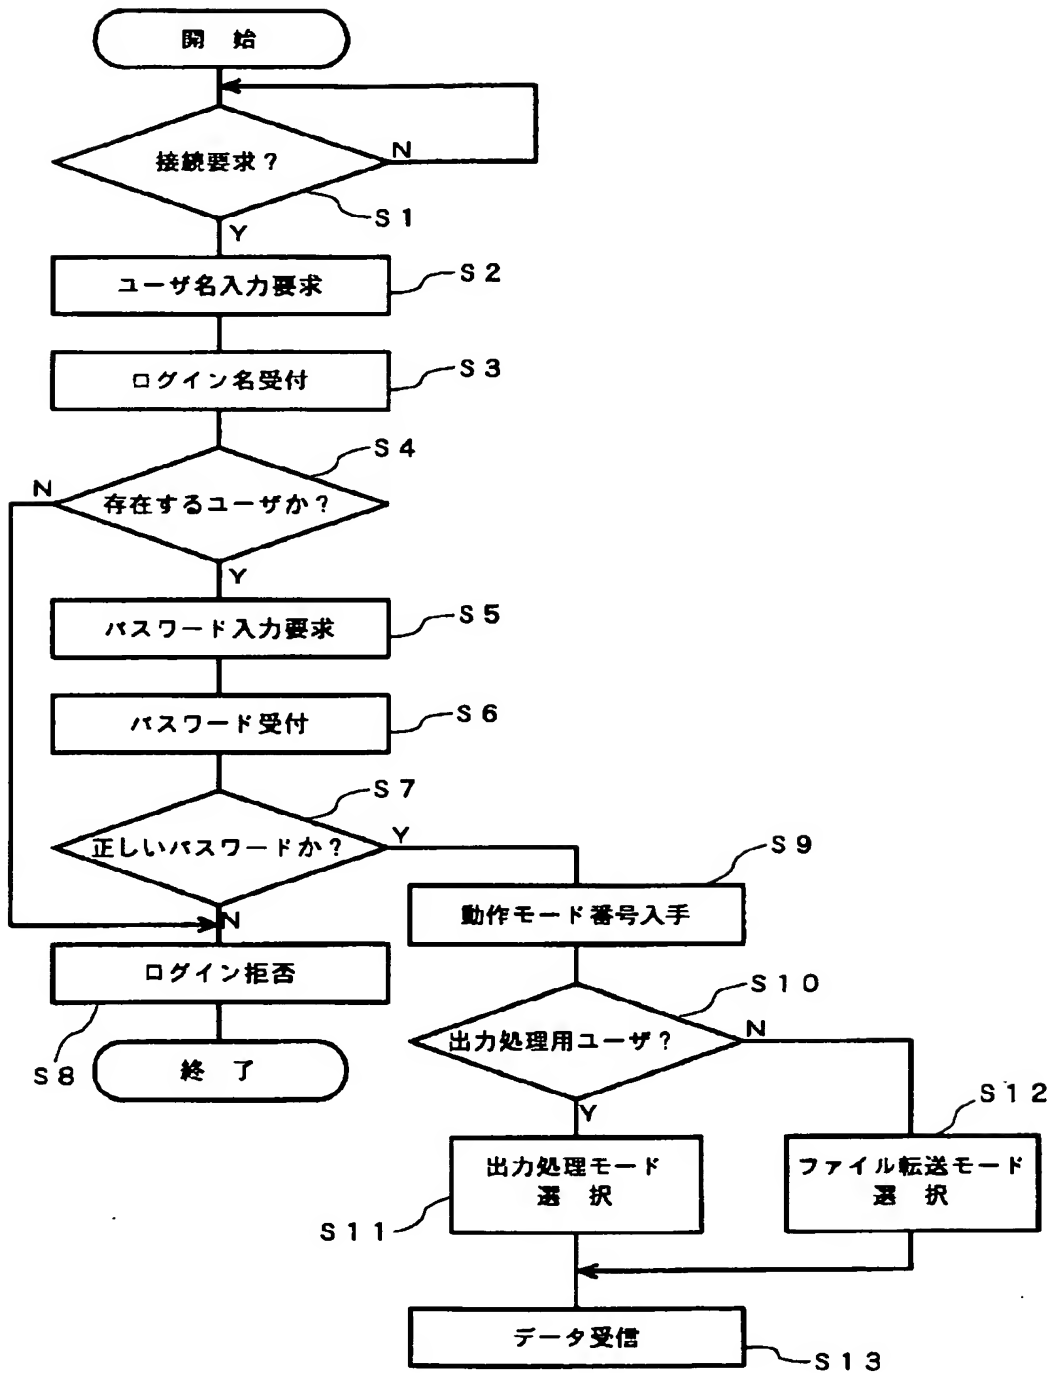 開 始
接続要求？
N
S1
Y
ユーザ名入力要求
S2
ログイン名受付
S3
S4
N
存在するユーザか？
Y
パスワード入力要求
S5
パスワード受付
S6
S7
正しいパスワードか？
Y
N
ログイン拒否
S8
終 了
S9
動作モード番号入手
S10
出力処理用ユーザ？
N
Y
S12
出力処理モード
選 択
S11
ファイル転送モード
選 択
データ受信
S13